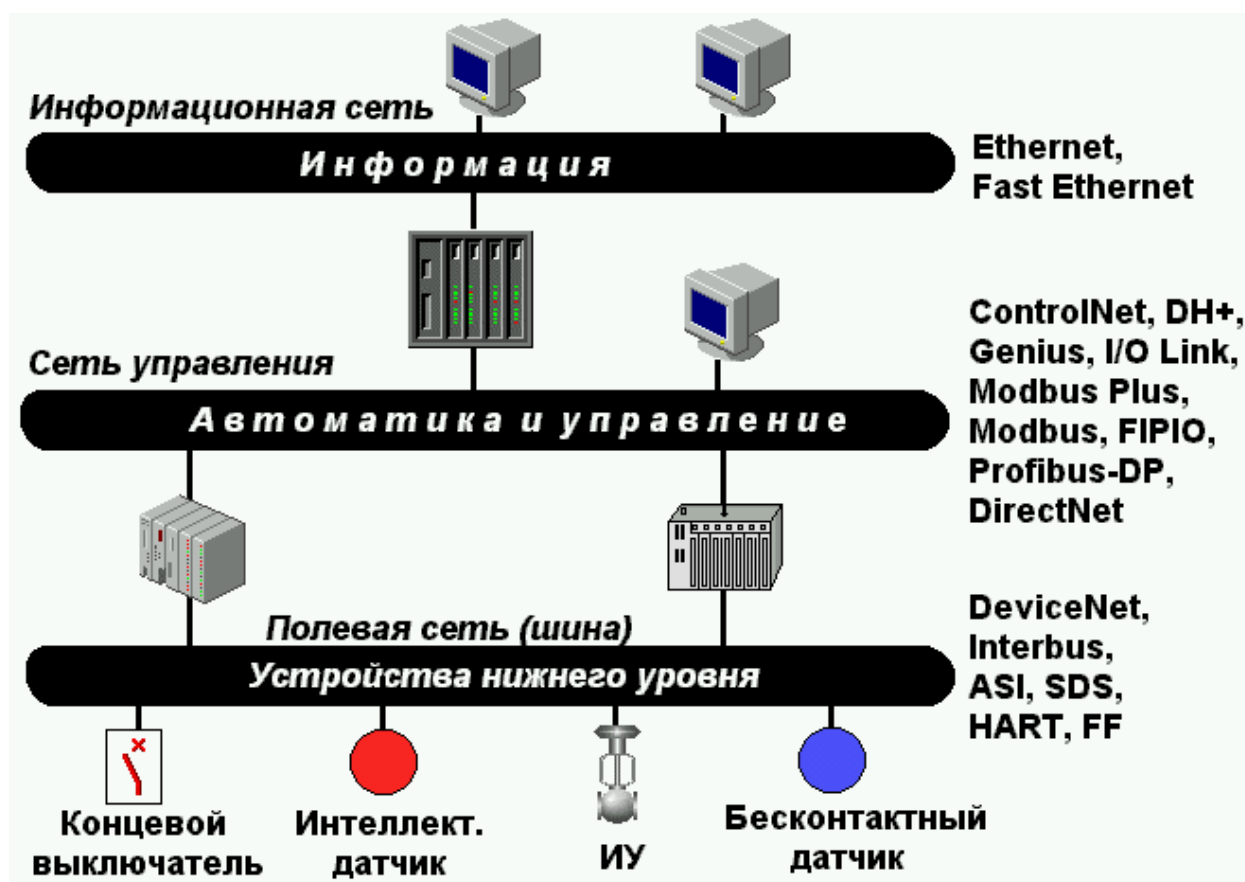 Информационная сеть
Информация
Ethernet,
Fast Ethernet
Сеть управления
Автоматика и управление
ControlNet, DH+,
Genius, I/O Link,
Modbus Plus,
Modbus, FIPIO,
Profibus-DP,
DirectNet
Полевая сеть (шина)
Устройства нижнего уровня
DeviceNet,
Interbus,
ASI, SDS,
HART, FF
Концевой
выключатель
Интеллект.
датчик
ИУ
Бесконтактный
датчик